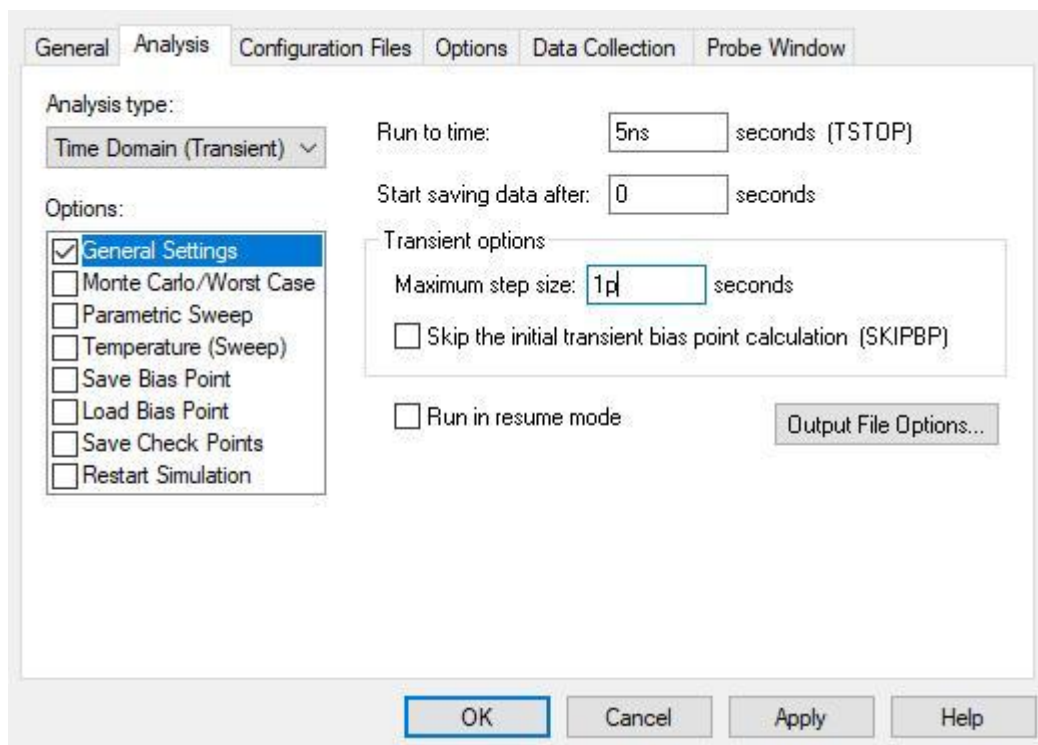 General Analysis Configuration Files Options Data Collection Probe Window
Analysis type:
Time Domain (Transient)
Options:
General Settings
Monte Carlo/Worst Case
Parametric Sweep
Temperature (Sweep)
Save Bias Point
Load Bias Point
Save Check Points
Restart Simulation
Run to time: 5ns seconds (TSTOP)
Start saving data after: 0 seconds
Transient options
Maximum step size: 1p seconds
Skip the initial transient bias point calculation (SKIPBP)
Run in resume mode
Output File Options...
OK Cancel Apply Help